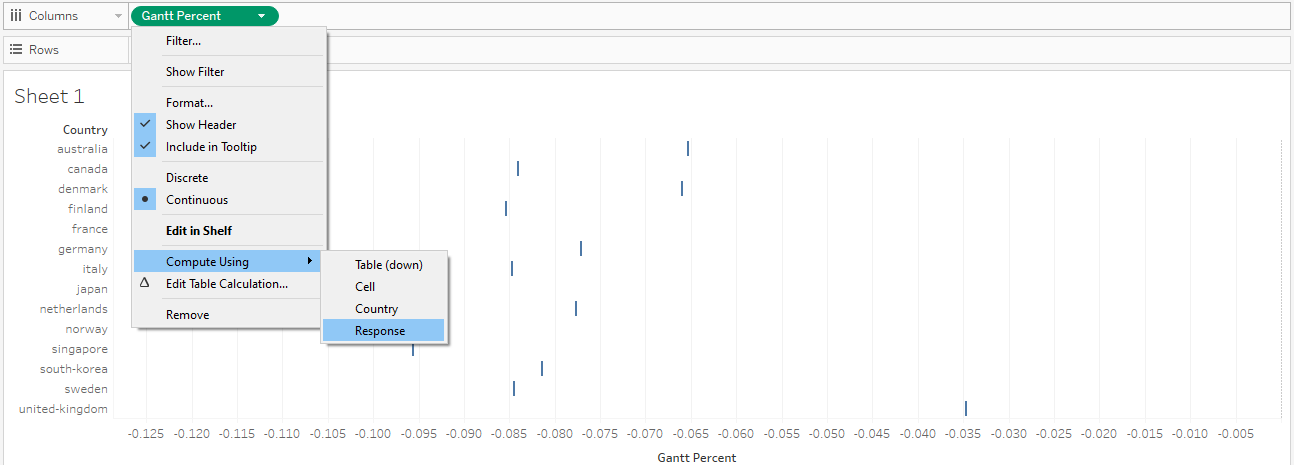 Columns
Gantt Percent
Rows
Filter...
Show Filter
Format...
Show Header
Include in Tooltip
Discrete
Continuous
Edit in Shelf
Compute Using
Edit Table Calculation...
Remove
Table (down)
Cell
Country
Response
Sheet 1
Country
australia
canada
denmark
finland
france
germany
italy
japan
netherlands
norway
singapore
south-korea
sweden
united-kingdom
-0.125 -0.120 -0.115 -0.110 -0.105 -0.100 -0.095 -0.090 -0.085 -0.080 -0.075 -0.070 -0.065 -0.060 -0.055 -0.050 -0.045 -0.040 -0.035 -0.030 -0.025 -0.020 -0.015 -0.010 -0.005
Gantt Percent